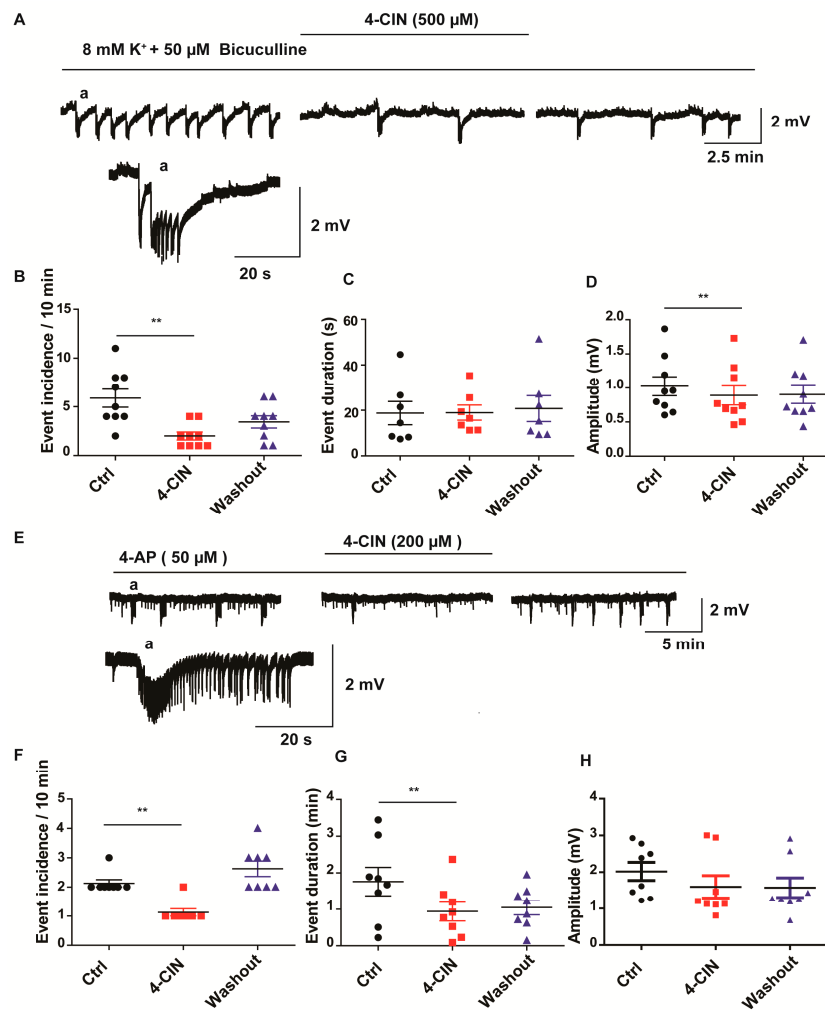 A
4-CIN (500 µM)
8 mM K⁺ + 50 µM Bicuculline
a
2 mV
2.5 min
a
2 mV
20 s
B
Event incidence / 10 min
15
10
5
0
**
Ctrl
4-CIN
Washout
C
Event duration (s)
60
40
20
0
Ctrl
4-CIN
Washout
D
Amplitude (mV)
2.0
1.5
1.0
0.5
0.0
**
Ctrl
4-CIN
Washout
E
4-CIN (200 µM )
4-AP ( 50 µM )
a
2 mV
5 min
a
2 mV
20 s
F
Event incidence / 10 min
5
4
3
2
1
0
**
Ctrl
4-CIN
Washout
G
Event duration (min)
4
3
2
1
0
**
Ctrl
4-CIN
Washout
H
Amplitude (mV)
4
3
2
1
0
Ctrl
4-CIN
Washout